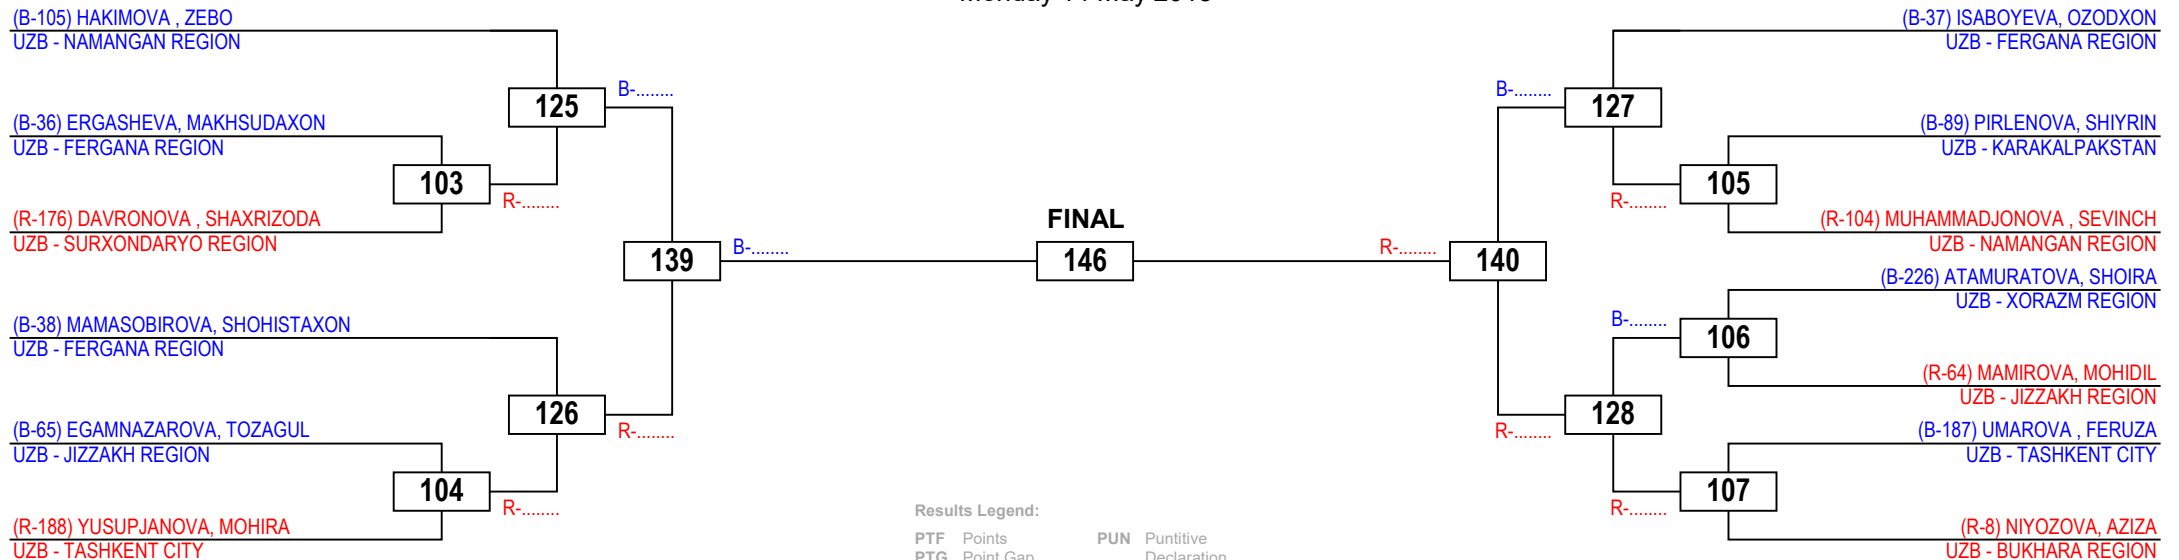 (B-105) HAKIMOVA , ZEBO
UZB - NAMANGAN REGION
(B-36) ERGASHEVA, MAKHSUDAXON
UZB - FERGANA REGION
(R-176) DAVRONOVA , SHAXRIZODA
UZB - SURXONDARYO REGION
(B-38) MAMASOBIROVA, SHOHISTAXON
UZB - FERGANA REGION
(B-65) EGAMNAZAROVA, TOZAGUL
UZB - JIZZAKH REGION
(R-188) YUSUPJANOVA, MOHIRA
UZB - TASHKENT CITY
103
R-........
104
R-........
125
B-........
126
R-........
139
B-........
FINAL
146
R-........
140
B-........
127
R-........
128
R-........
105
B-........
106
R-........
107
(B-37) ISABOYEVA, OZODXON
UZB - FERGANA REGION
(B-89) PIRLENOVA, SHIYRIN
UZB - KARAKALPAKSTAN
(R-104) MUHAMMADJONOVA , SEVINCH
UZB - NAMANGAN REGION
(B-226) ATAMURATOVA, SHOIRA
UZB - XORAZM REGION
(R-64) MAMIROVA, MOHIDIL
UZB - JIZZAKH REGION
(B-187) UMAROVA , FERUZA
UZB - TASHKENT CITY
(R-8) NIYOZOVA, AZIZA
UZB - BUKHARA REGION
Results Legend:
PTF Points PUN Puntitive
PTG Point Gap Declaration